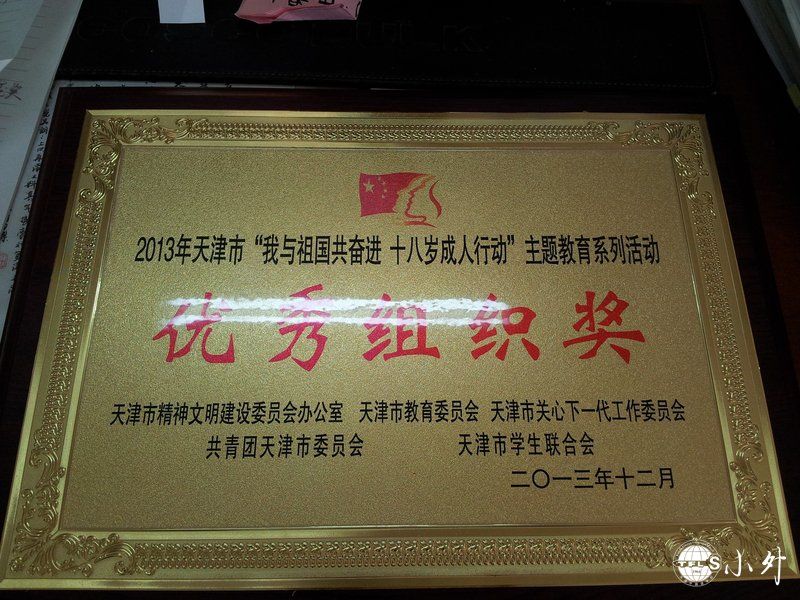 2013年天津市“我与祖国共奋进 十八岁成人行动”主题教育系列活动
优秀组织奖
天津市精神文明建设委员会办公室 天津市教育委员会 天津市关心下一代工作委员会
共青团天津市委员会 天津市学生联合会
二〇一三年十二月
TFLS小外